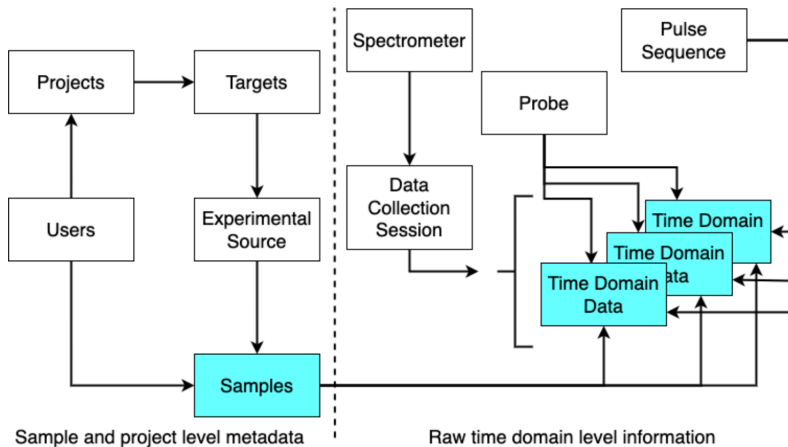 Projects
Targets
Users
Experimental
Source
Samples
Sample and project level metadata
Spectrometer
Pulse
Sequence
Probe
Data
Collection
Session
Time Domain
Time Domain
Data
Time Domain
Data
Raw time domain level information